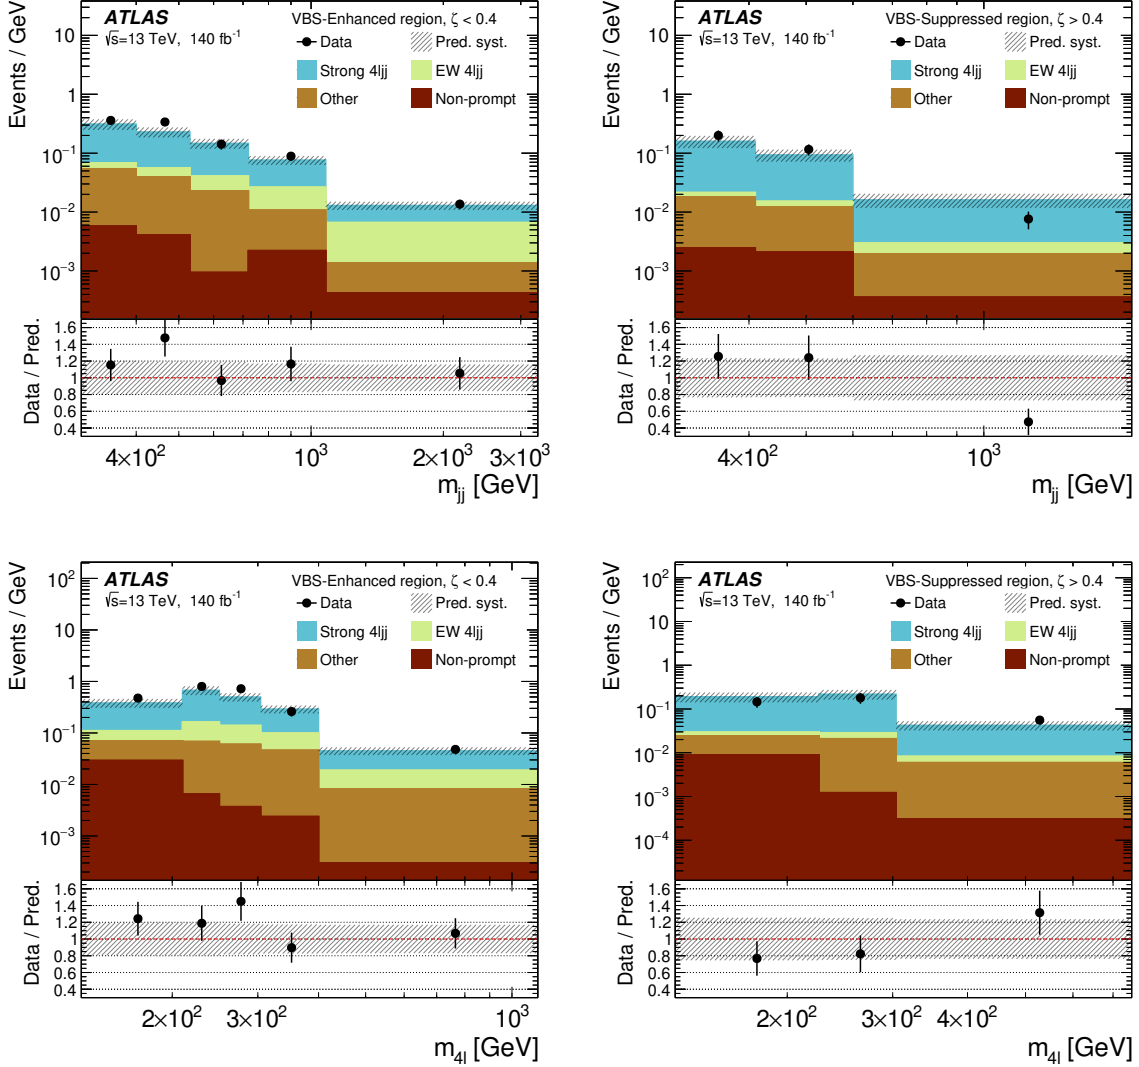 ATLAS
VBS-Enhanced region, ζ < 0.4
√s=13 TeV, 140 fb⁻¹
Data
Pred. syst.
Strong 4ljj
EW 4ljj
Other
Non-prompt
Events / GeV
10
1
10⁻¹
10⁻²
10⁻³
Data / Pred.
1.6
1.4
1.2
1
0.8
0.6
0.4
4×10²
10³
2×10³
3×10³
m_jj [GeV]
ATLAS
VBS-Suppressed region, ζ > 0.4
√s=13 TeV, 140 fb⁻¹
Data
Pred. syst.
Strong 4ljj
EW 4ljj
Other
Non-prompt
Events / GeV
10
1
10⁻¹
10⁻²
10⁻³
Data / Pred.
1.6
1.4
1.2
1
0.8
0.6
0.4
4×10²
10³
m_jj [GeV]
ATLAS
VBS-Enhanced region, ζ < 0.4
√s=13 TeV, 140 fb⁻¹
Data
Pred. syst.
Strong 4ljj
EW 4ljj
Other
Non-prompt
Events / GeV
10²
10
1
10⁻¹
10⁻²
10⁻³
Data / Pred.
1.6
1.4
1.2
1
0.8
0.6
0.4
2×10²
3×10²
10³
m_4l [GeV]
ATLAS
VBS-Suppressed region, ζ > 0.4
√s=13 TeV, 140 fb⁻¹
Data
Pred. syst.
Strong 4ljj
EW 4ljj
Other
Non-prompt
Events / GeV
10²
10
1
10⁻¹
10⁻²
10⁻³
10⁻⁴
Data / Pred.
1.6
1.4
1.2
1
0.8
0.6
0.4
2×10²
3×10²
4×10²
m_4l [GeV]